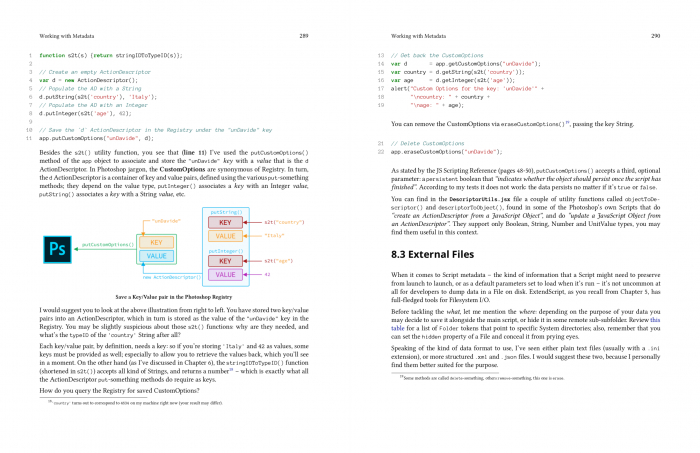 Working with Metadata 289
1 function s2t(s) {return stringIDToTypeID(s)};
2
3 // Create an empty ActionDescriptor
4 var d = new ActionDescriptor();
5 // Populate the AD with a String
6 d.putString(s2t('country'), 'Italy');
7 // Populate the AD with an Integer
8 d.putInteger(s2t('age'), 42);
9
10 // Save the 'd' ActionDescriptor in the Registry under the "unDavide" key
11 app.putCustomOptions("unDavide", d);
Besides the s2t() utility function, you see that (line 11) I've used the putCustomOptions()
method of the app object to associate and store the "unDavide" key with a value that is the d
ActionDescriptor. In Photoshop jargon, the CustomOptions are synonymous of Registry. In turn,
the d ActionDescriptor is a container of key and value pairs, defined using the various put-something
methods; they depend on the value type, putInteger() associates a key with an Integer value,
putString() associates a key with a String value, etc.
putString()
"unDavide"
KEY
s2t("country")
VALUE
"Italy"
Ps
putCustomOptions()
KEY
VALUE
putInteger()
KEY
s2t("age")
new ActionDescriptor()
VALUE
42
Save a Key/Value pair in the Photoshop Registry
I would suggest you to look at the above illustration from right to left. You have stored two key/value
pairs into an ActionDescriptor, which in turn is stored as the value of the "unDavide" key in the
Registry. You may be slightly suspicious about those s2t() functions: why are they needed, and
what's the typeID of the 'country' String after all?
Each key/value pair, by definition, needs a key: so if you're storing 'Italy' and 42 as values, some
keys must be provided as well; especially to allow you to retrieve the values back, which you'll see
in a moment. On the other hand (as I've discussed in Chapter 6), the stringIDToTypeID() function
(shortened in s2t()) accepts all kind of Strings, and returns a number – which is exactly what all
the ActionDescriptor put-something methods do require as keys.
How do you query the Registry for saved CustomOptions?
'country' turns out to correspond to on my machine right now (your result may differ).
Working with Metadata 290
13 // Get back the CustomOptions
14 var d = app.getCustomOptions("unDavide");
15 var country = d.getString(s2t('country'));
16 var age = d.getInteger(s2t('age'));
17 alert("Custom Options for the key: 'unDavide'" +
18 "\ncountry: " + country +
19 "\nage: " + age);
You can remove the CustomOptions via eraseCustomOptions(), passing the key String.
21 // Delete CustomOptions
22 app.eraseCustomOptions("unDavide");
As stated by the JS Scripting Reference (pages 48-50), putCustomOptions() accepts a third, optional
parameter: a persistent boolean that "indicates whether the object should persist once the script has
finished". According to my tests it does not work: the data persists no matter if it's true or false.
You can find in the DescriptorUtils.jsx file a couple of utility functions called objectToDe-
scriptor() and descriptorToObject(), found in some of the Photoshop's own Scripts that do
"create an ActionDescriptor from a JavaScript Object", and do "update a JavaScript Object from
an ActionDescriptor". They support only Boolean, String, Number and UnitValue types, you may
find them useful in this context.
8.3 External Files
When it comes to Script metadata – the kind of information that a Script might need to preserve
from launch to launch, or as a default parameters set to load when it's run – it's not uncommon at
all for developers to dump data in a File on disk. ExtendScript, as you recall from Chapter 5, has
full-fledged tools for Filesystem I/O.
Before tackling the what, let me mention the where: depending on the purpose of your data you
may decide to save it alongside the main script, or hide it in some remote sub-subfolder. Review this
table for a list of Folder tokens that point to specific System directories; also, remember that you
can set the hidden property of a File and conceal it from prying eyes.
Speaking of the kind of data format to use, I've seen either plain text files (usually with a .ini
extension), or more structured .xml and .json files. I would suggest these two, because I personally
find them better suited for the purpose.
Some methods are called delete-something, others remove-something, this one is erase.